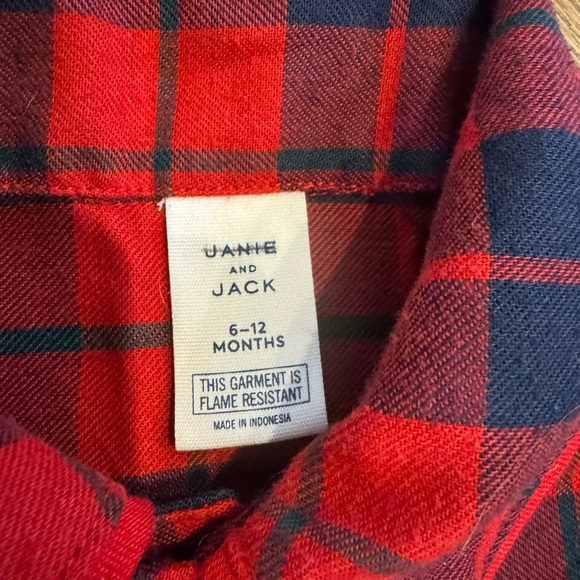 JANIE
AND
JACK
6–12
MONTHS
THIS GARMENT IS
FLAME RESISTANT
MADE IN INDONESIA